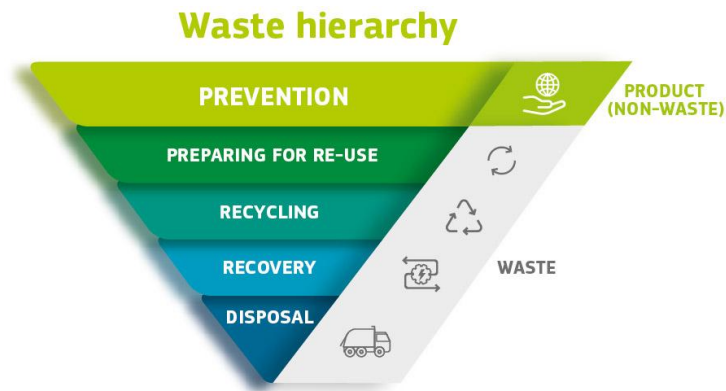 Waste hierarchy
PREVENTION
PRODUCT
(NON-WASTE)
PREPARING FOR RE-USE
RECYCLING
RECOVERY
WASTE
DISPOSAL